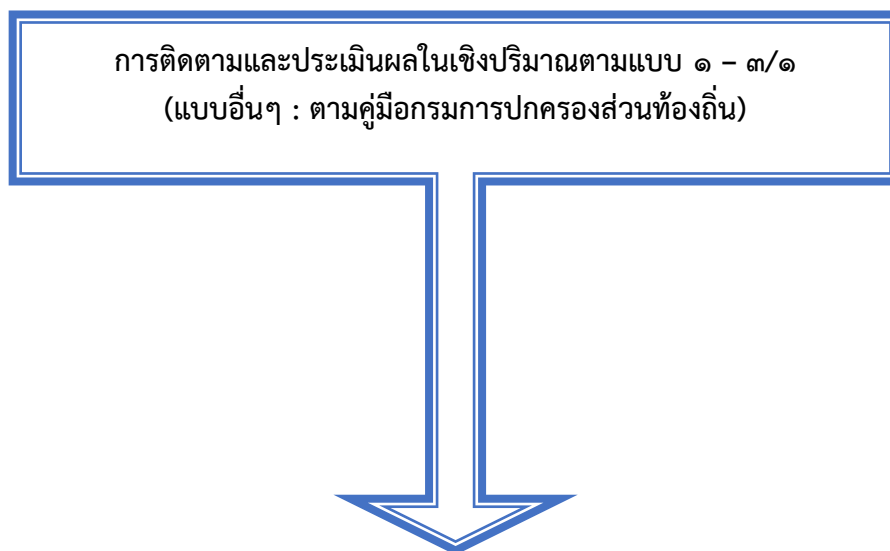 การติดตามและประเมินผลในเชิงปริมาณตามแบบ ๑ – ๓/๑
(แบบอื่นๆ : ตามคู่มือกรมการปกครองส่วนท้องถิ่น)